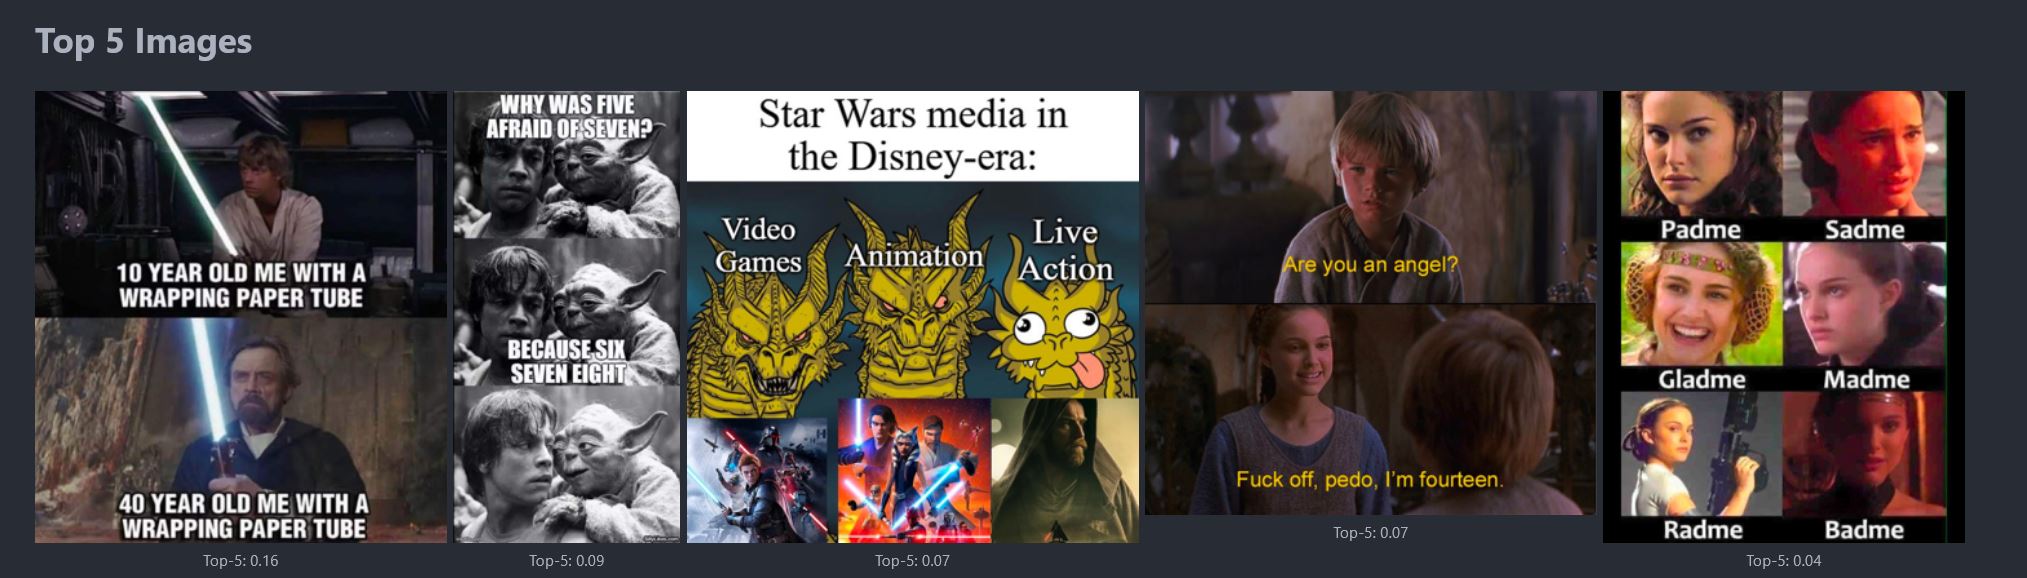 Top 5 Images
10 YEAR OLD ME WITH A
WRAPPING PAPER TUBE
40 YEAR OLD ME WITH A
WRAPPING PAPER TUBE
Top-5: 0.16
WHY WAS FIVE
AFRAID OF SEVEN?
BECAUSE SIX
SEVEN EIGHT
Top-5: 0.09
Star Wars media in
the Disney-era:
Video
Games
Animation
Live
Action
Top-5: 0.07
Are you an angel?
Fuck off, pedo, I'm fourteen.
Top-5: 0.07
Padme
Sadme
Gladme
Madme
Radme
Badme
Top-5: 0.04